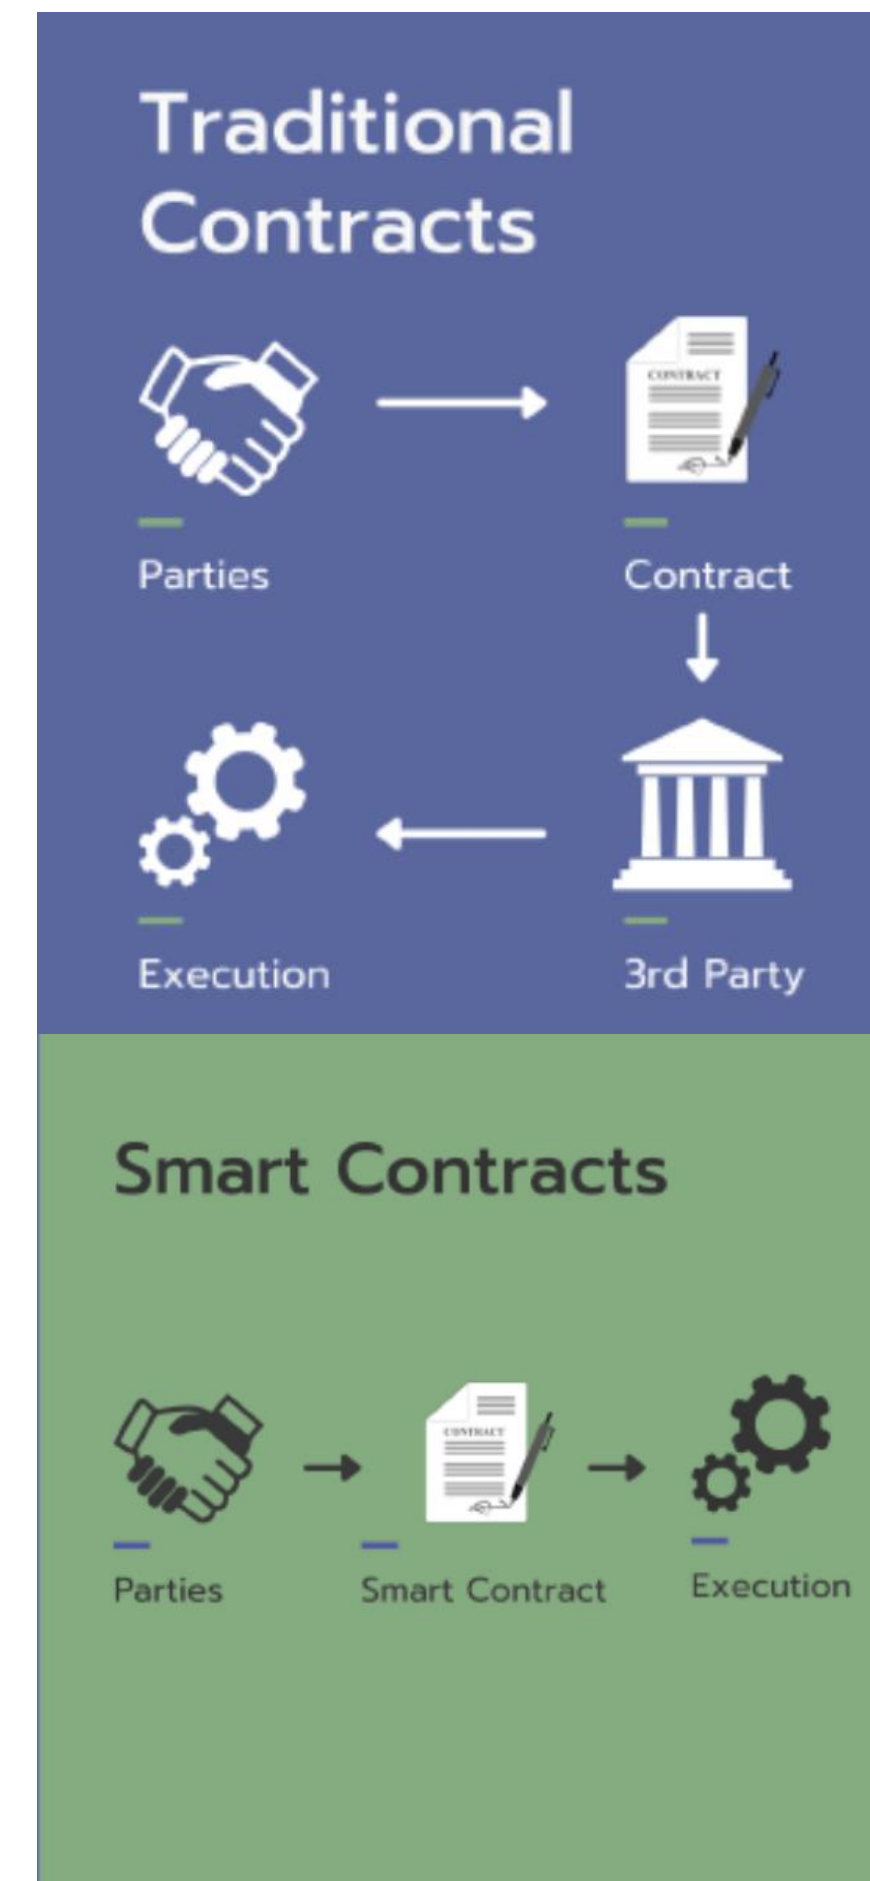 Traditional
Contracts
CONTRACT
Parties
Contract
Execution
3rd Party
Smart Contracts
CONTRACT
Parties
Smart Contract
Execution